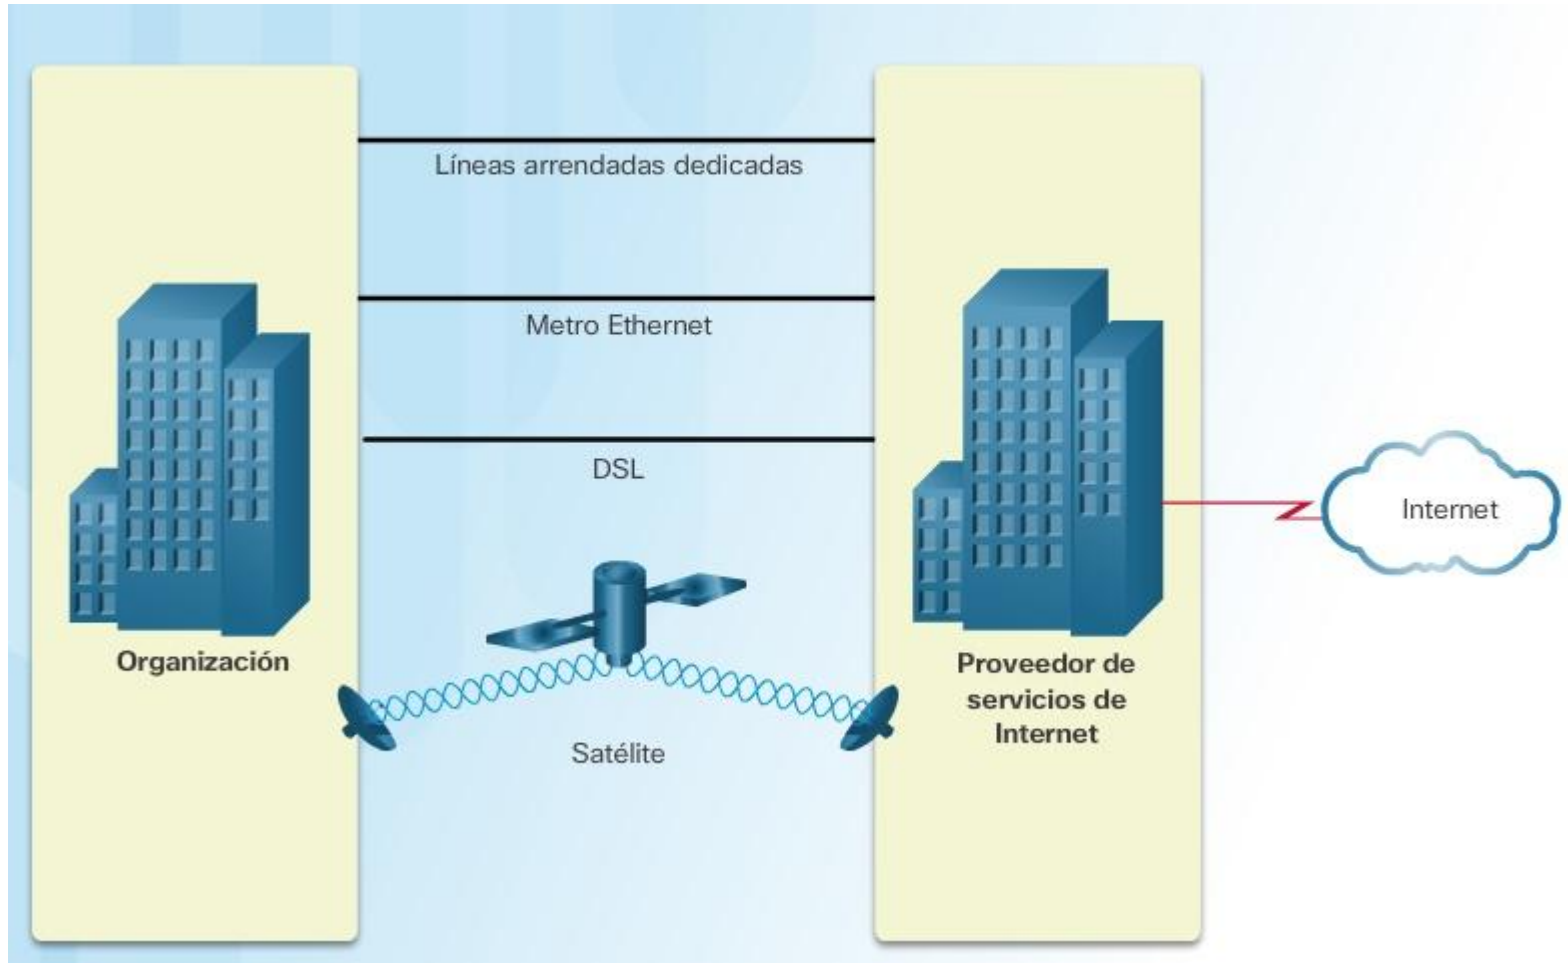 Líneas arrendadas dedicadas
Metro Ethernet
DSL
Internet
Organización
Proveedor de
servicios de
Internet
Satélite